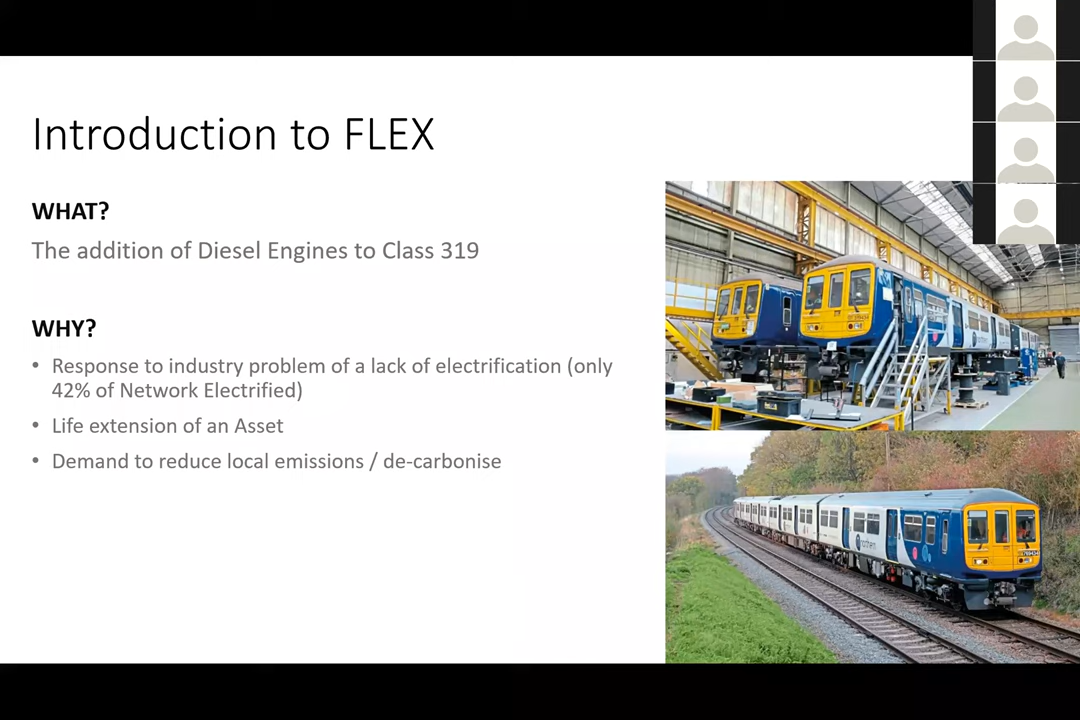 Introduction to FLEX
WHAT?
The addition of Diesel Engines to Class 319
WHY?
• Response to industry problem of a lack of electrification (only
42% of Network Electrified)
• Life extension of an Asset
• Demand to reduce local emissions / de-carbonise
northern